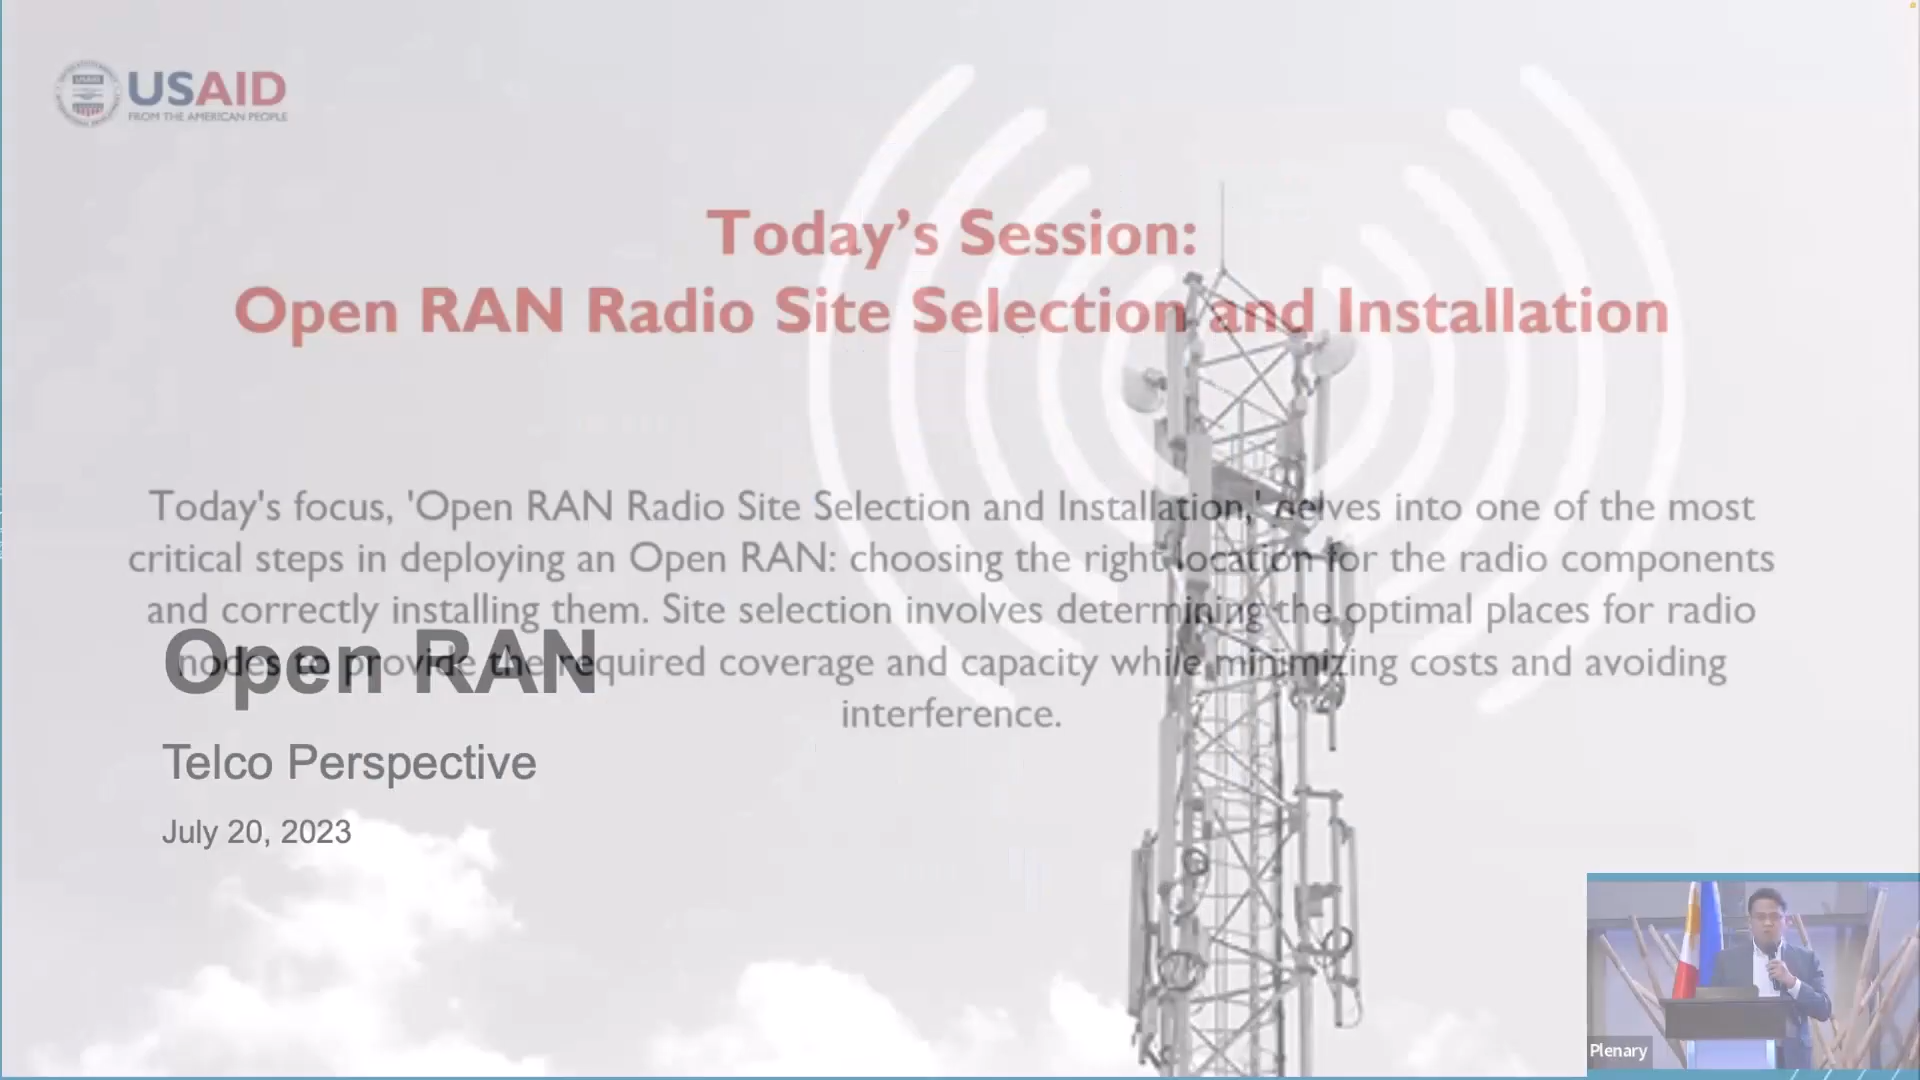 USAID
FROM THE AMERICAN PEOPLE
Today's Session:
Open RAN Radio Site Selection and Installation
Today's focus, 'Open RAN Radio Site Selection and Installation,' delves into one of the most
critical steps in deploying an Open RAN: choosing the right location for the radio components
and correctly installing them. Site selection involves determining the optimal places for radio
nodes to provide the required coverage and capacity while minimizing costs and avoiding
interference.
Open RAN
Telco Perspective
July 20, 2023
Plenary